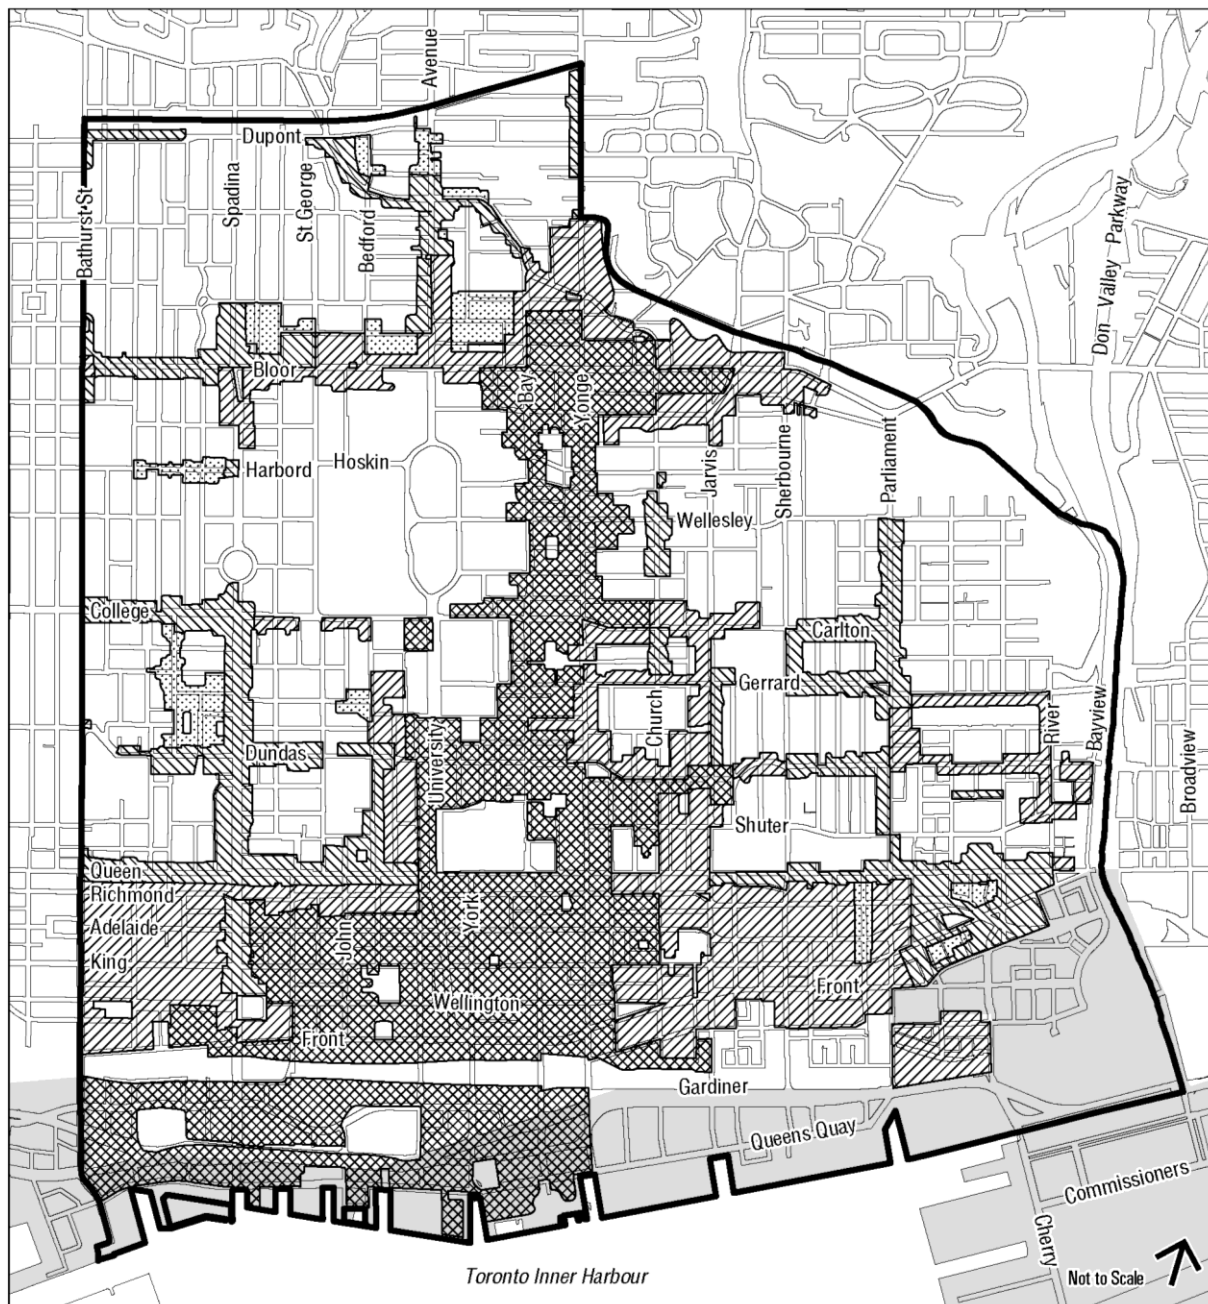 Avenue
Dupont
Spadina
St George
Bathurst St
Bedford
Don Valley Parkway
Bloor
Bay
Yonge
Harbord
Hoskin
Jarvis
Sherbourne
Parliament
Wellesley
College
Carlton
Gerrard
Church
University
Dundas
River
Bayview
Broadview
Shuter
Queen
Richmond
Adelaide
King
John
York
Wellington
Front
Front
Gardiner
Queens Quay
Commissioners
Cherry
Toronto Inner Harbour
Not to Scale